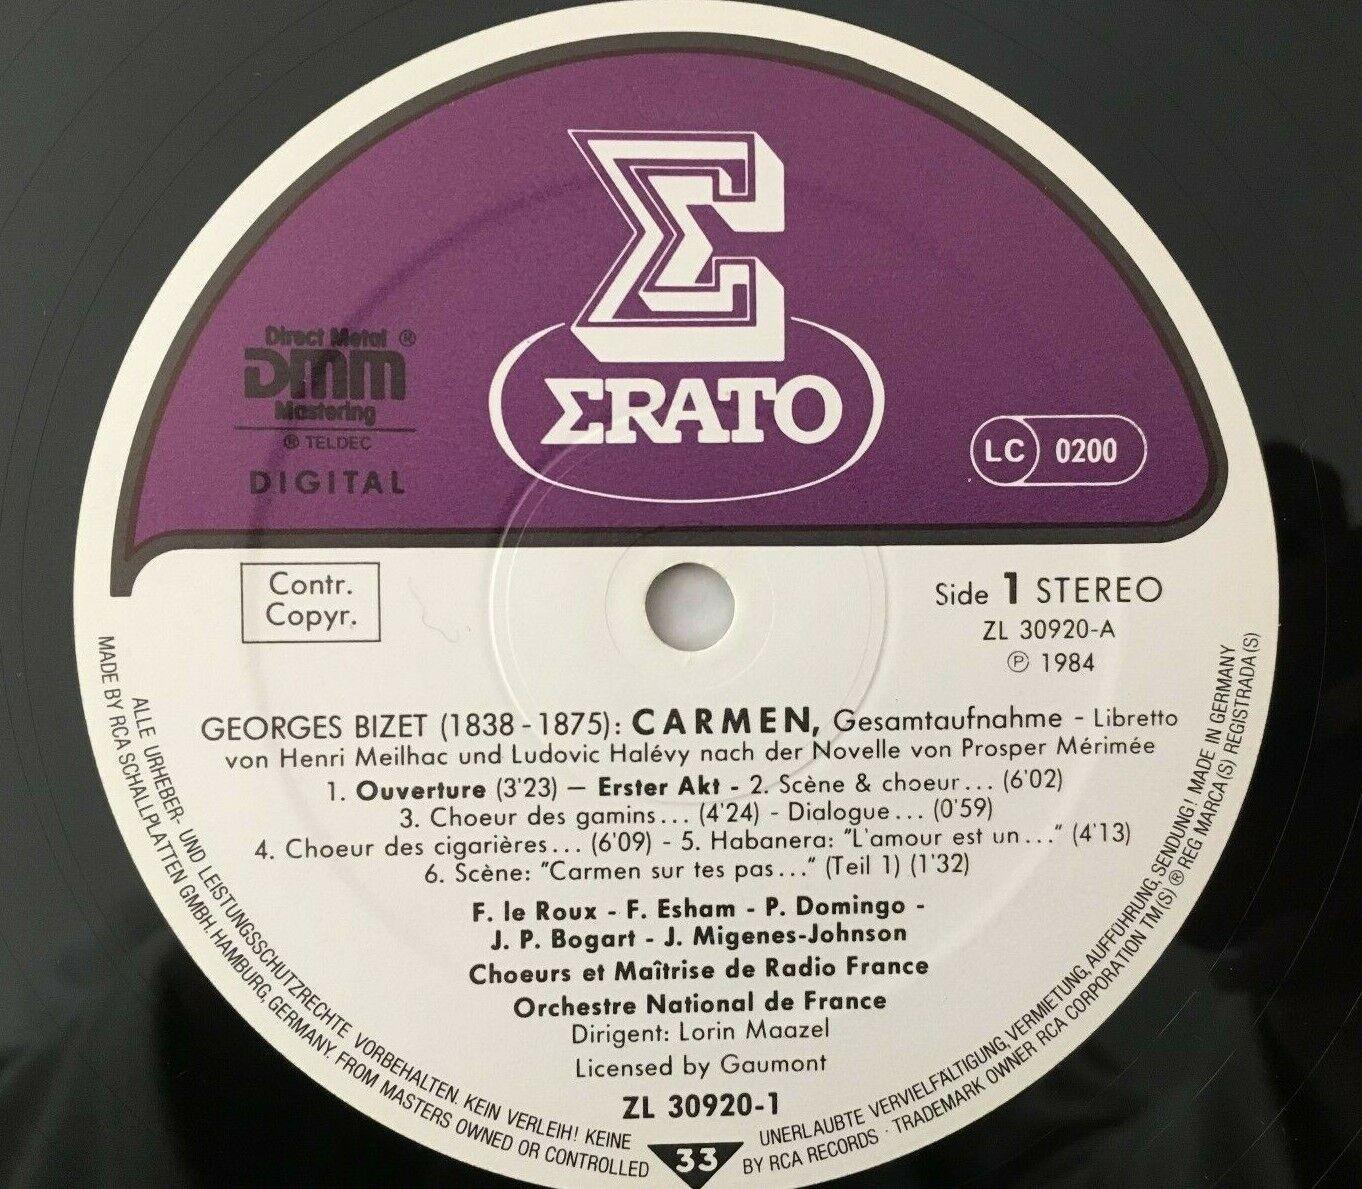 Direct Metal ®
DMM
Mastering
® TELDEC
DIGITAL
ΣRATO
LC 0200
Contr.
Copyr.
Side 1 STEREO
ZL 30920-A
℗ 1984
GEORGES BIZET (1838-1875): CARMEN, Gesamtaufnahme - Libretto
von Henri Meilhac und Ludovic Halévy nach der Novelle von Prosper Mérimée
1. Ouverture (3'23) — Erster Akt - 2. Scène & choeur... (6'02)
3. Choeur des gamins... (4'24) - Dialogue... (0'59)
4. Choeur des cigarières... (6'09) - 5. Habanera: "L'amour est un..." (4'13)
6. Scène: "Carmen sur tes pas..." (Teil 1) (1'32)
F. le Roux - F. Esham - P. Domingo -
J. P. Bogart - J. Migenes-Johnson
Choeurs et Maîtrise de Radio France
Orchestre National de France
Dirigent: Lorin Maazel
Licensed by Gaumont
ZL 30920-1
33
ALLE URHEBER- UND LEISTUNGSSCHUTZRECHTE VORBEHALTEN. KEIN VERLEIH! KEINE UNERLAUBTE VERVIELFÄLTIGUNG, VERMIETUNG, AUFFÜHRUNG, SENDUNG! MADE IN GERMANY
MADE BY RCA SCHALLPLATTEN GMBH. HAMBURG, GERMANY. FROM MASTERS OWNED OR CONTROLLED BY RCA RECORDS · TRADEMARK OWNER RCA CORPORATION TM(S) ® REG MARCA (S) REGISTRADA (S)